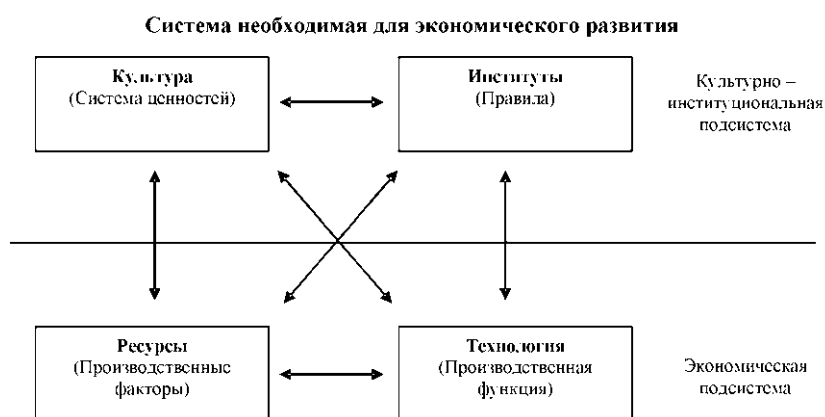 Система необходимая для экономического развития
Культура
(Система ценностей)
Институты
(Правила)
Культурно –
институциональная
подсистема
Ресурсы
(Производственные
факторы)
Технология
(Производственная
функция)
Экономическая
подсистема